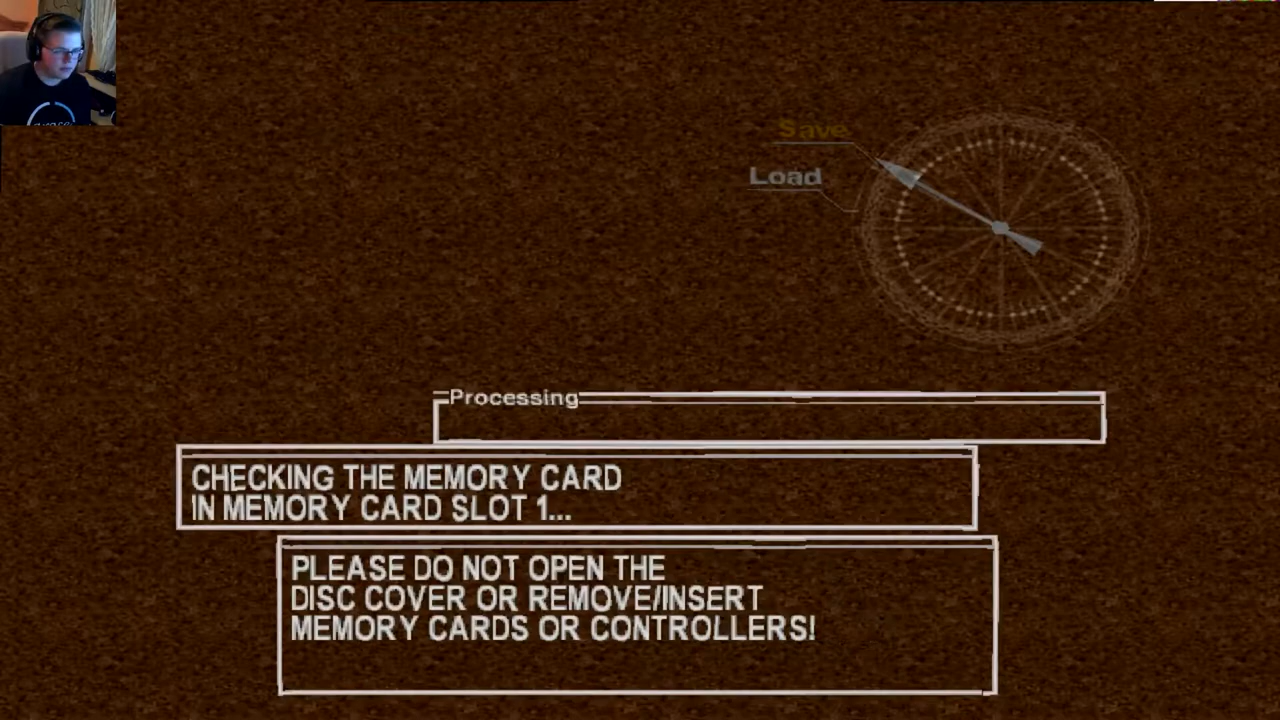 Save
Load
Processing
CHECKING THE MEMORY CARD
IN MEMORY CARD SLOT 1...
PLEASE DO NOT OPEN THE
DISC COVER OR REMOVE/INSERT
MEMORY CARDS OR CONTROLLERS!